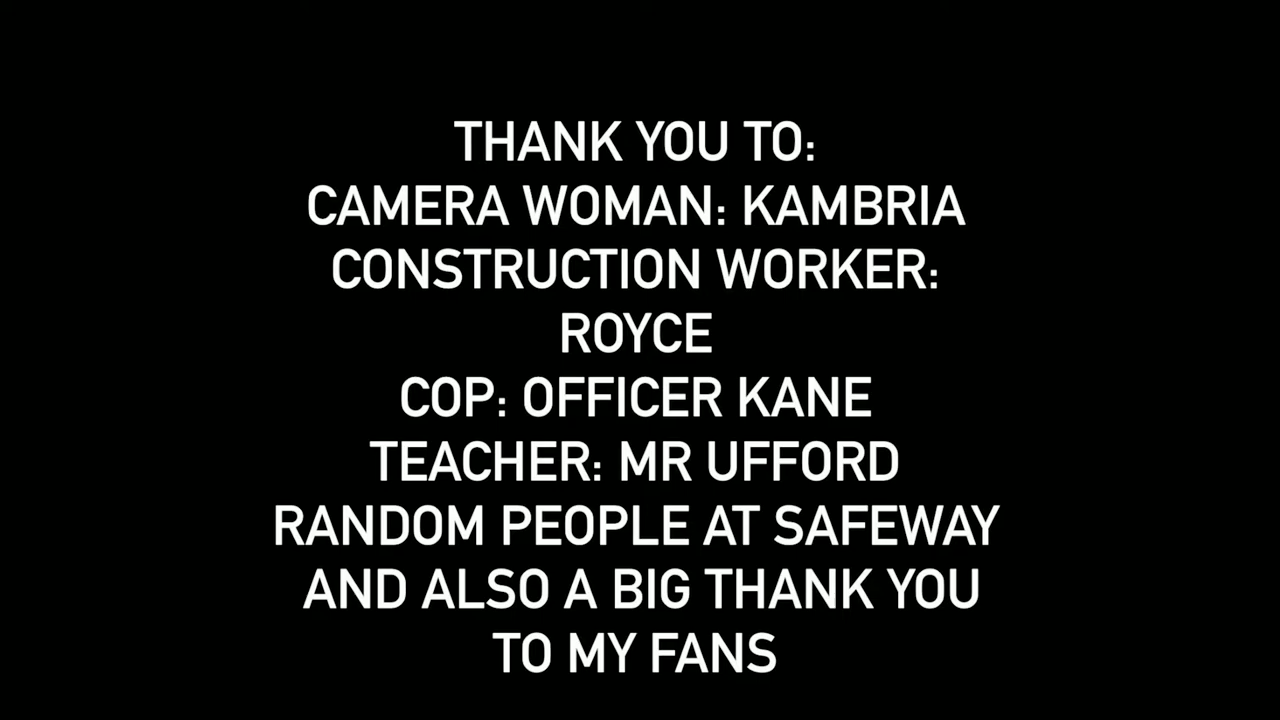 THANK YOU TO:
CAMERA WOMAN: KAMBRIA
CONSTRUCTION WORKER:
ROYCE
COP: OFFICER KANE
TEACHER: MR UFFORD
RANDOM PEOPLE AT SAFEWAY
AND ALSO A BIG THANK YOU
TO MY FANS